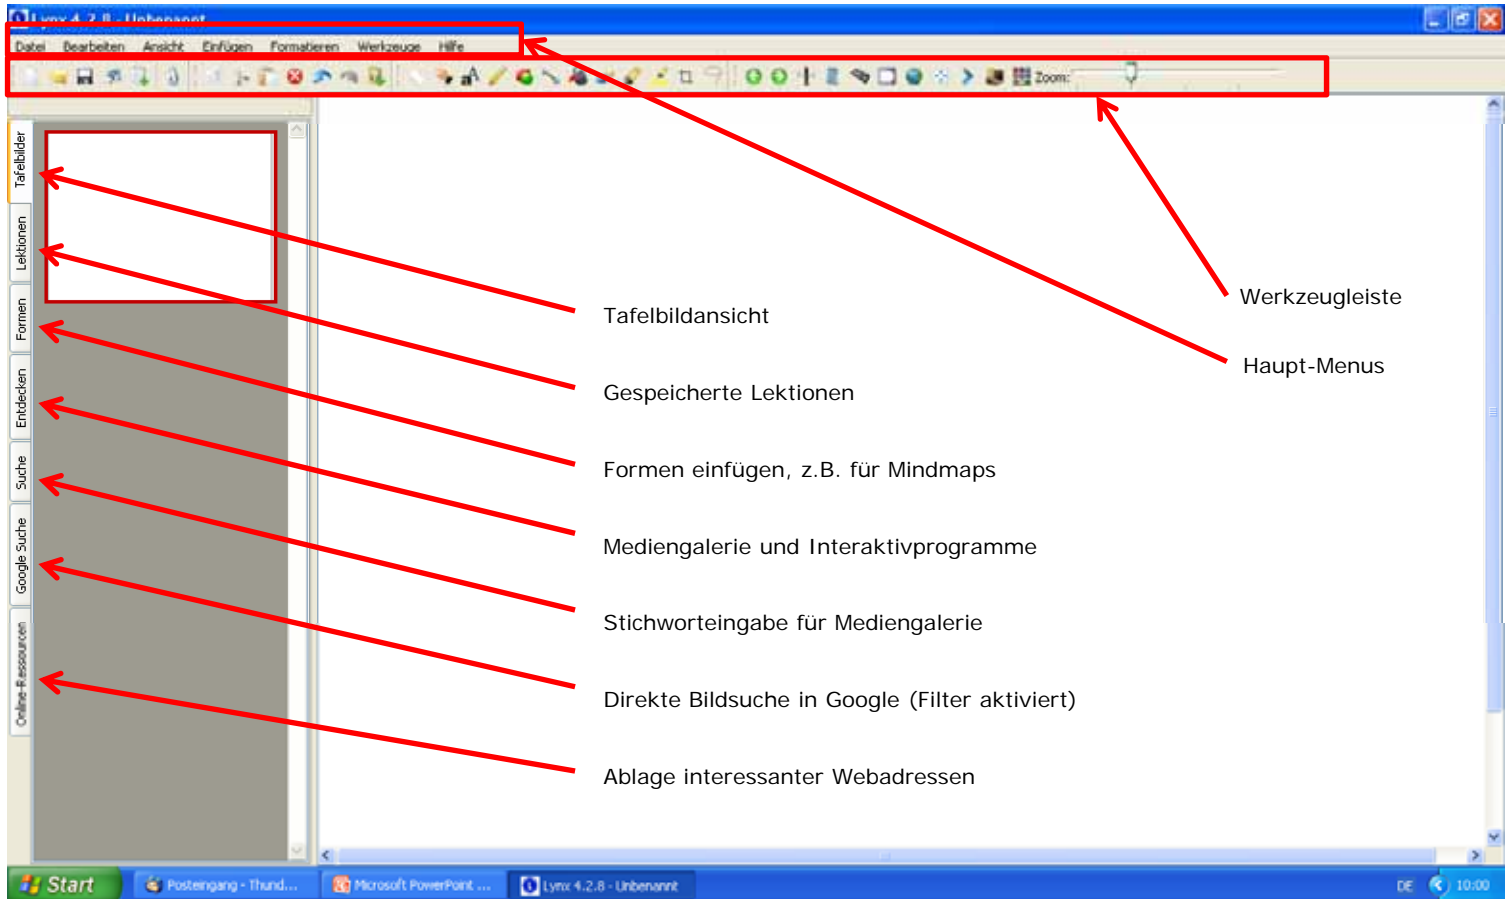 Lynx 4.2.8 - Unbenannt
Datei Bearbeiten Ansicht Einfügen Formatieren Werkzeuge Hilfe
Zoom:
Tafelbilder
Lektionen
Formen
Entdecken
Suche
Google Suche
Online-Ressourcen
Werkzeugleiste
Tafelbildansicht
Haupt-Menus
Gespeicherte Lektionen
Formen einfügen, z.B. für Mindmaps
Mediengalerie und Interaktivprogramme
Stichworteingabe für Mediengalerie
Direkte Bildsuche in Google (Filter aktiviert)
Ablage interessanter Webadressen
Start Posteingang - Thund... Microsoft PowerPoint ... Lynx 4.2.8 - Unbenannt DE 10:00